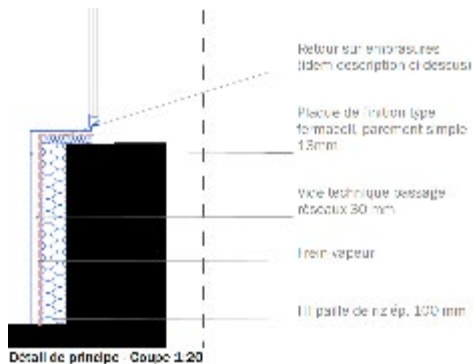 Retour sur embrasures
(idem description ci dessus)
Plaque de finition type
fermacell, parement simple
13mm
Vide technique passage
réseaux 30 mm
Frein vapeur
paille de riz ép. 100 mm
Détail de principe - Coupe 1:20